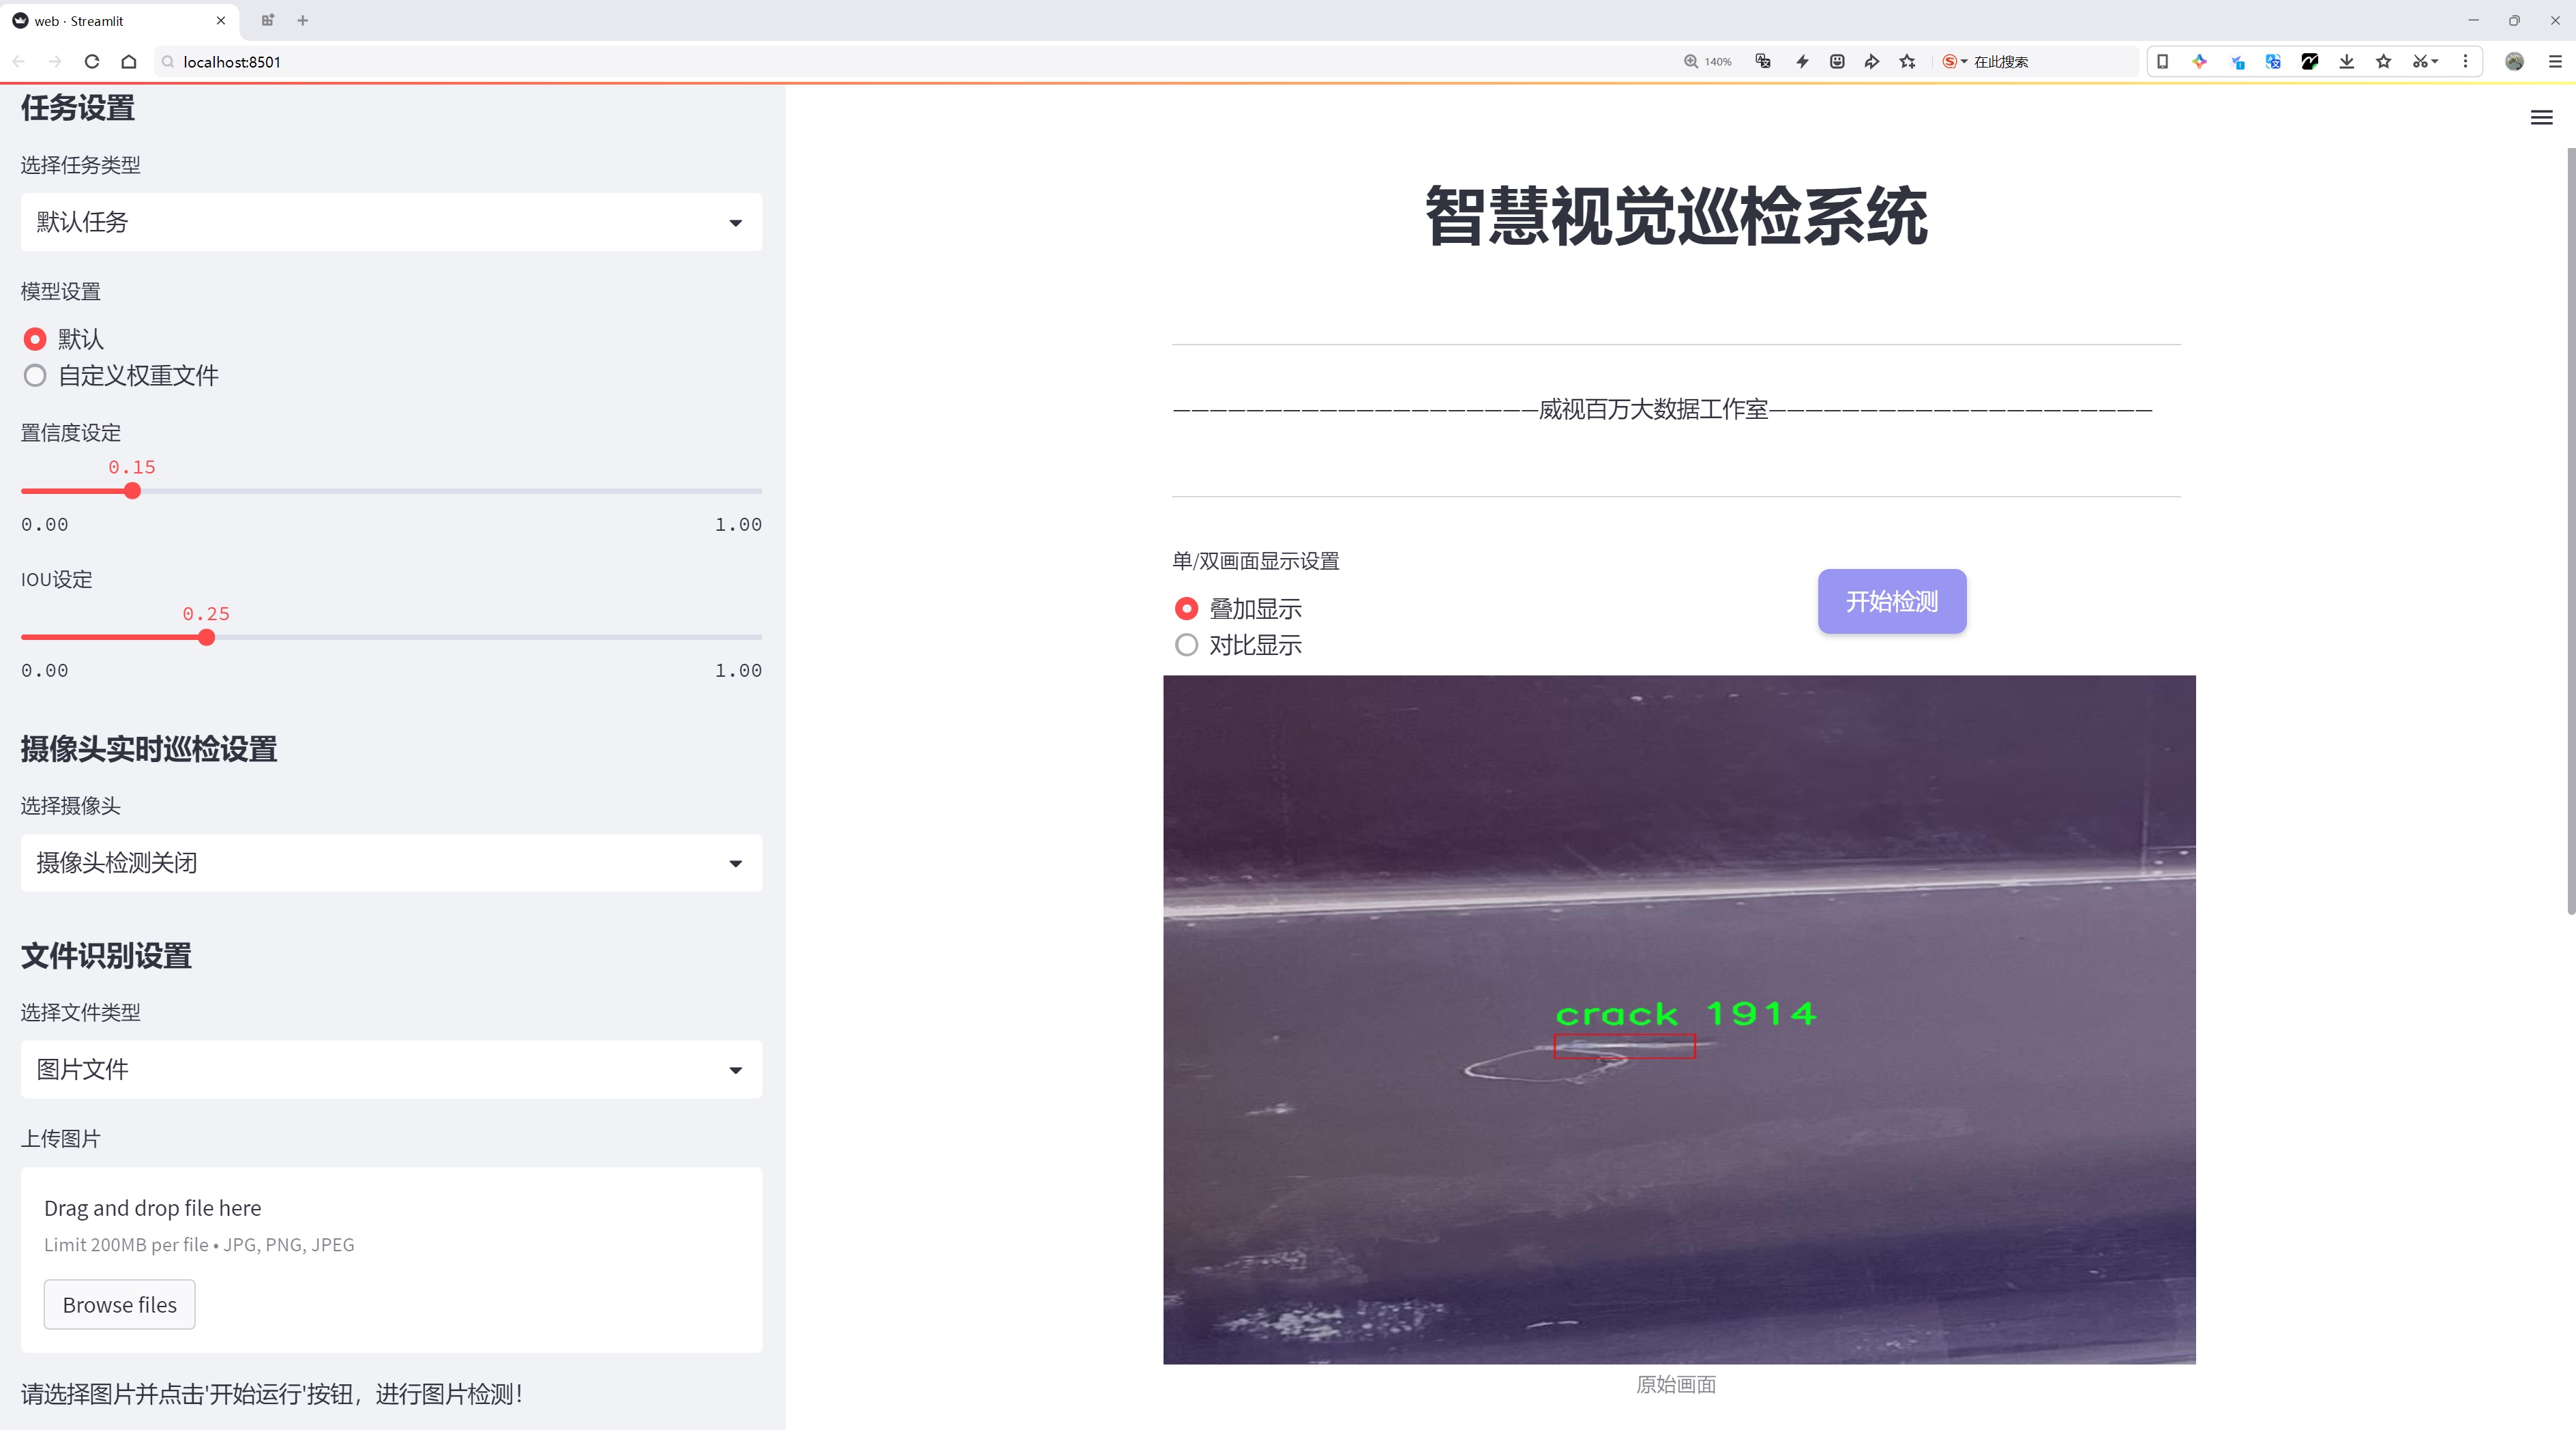 web · Streamlit
localhost:8501
140%
在此搜索
任务设置
选择任务类型
默认任务
模型设置
默认
自定义权重文件
置信度设定
0.15
0.00
1.00
IOU设定
0.25
0.00
1.00
摄像头实时巡检设置
选择摄像头
摄像头检测关闭
文件识别设置
选择文件类型
图片文件
上传图片
Drag and drop file here
Limit 200MB per file • JPG, PNG, JPEG
Browse files
请选择图片并点击'开始运行'按钮，进行图片检测！
智慧视觉巡检系统
————————————————————威视百万大数据工作室—————————————————————
单/双画面显示设置
叠加显示
对比显示
开始检测
crack 1914
原始画面